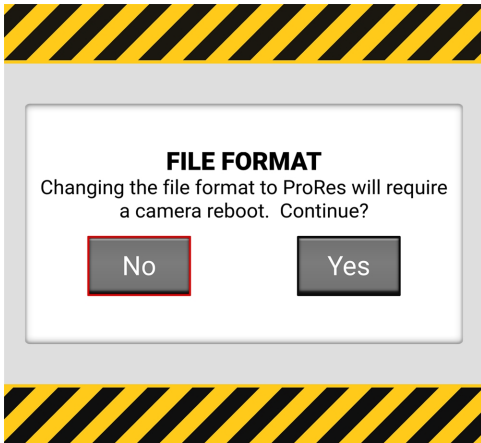 FILE FORMAT
Changing the file format to ProRes will require
a camera reboot.  Continue?
No
Yes